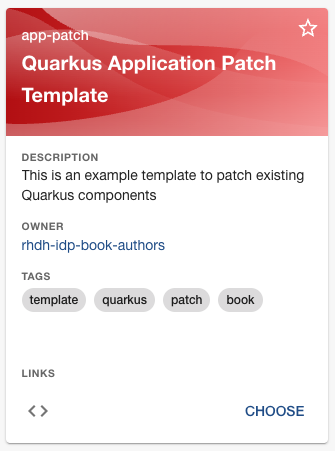 app-patch
Quarkus Application Patch
Template
DESCRIPTION
This is an example template to patch existing
Quarkus components
OWNER
rhdh-idp-book-authors
TAGS
template quarkus patch book
LINKS
CHOOSE